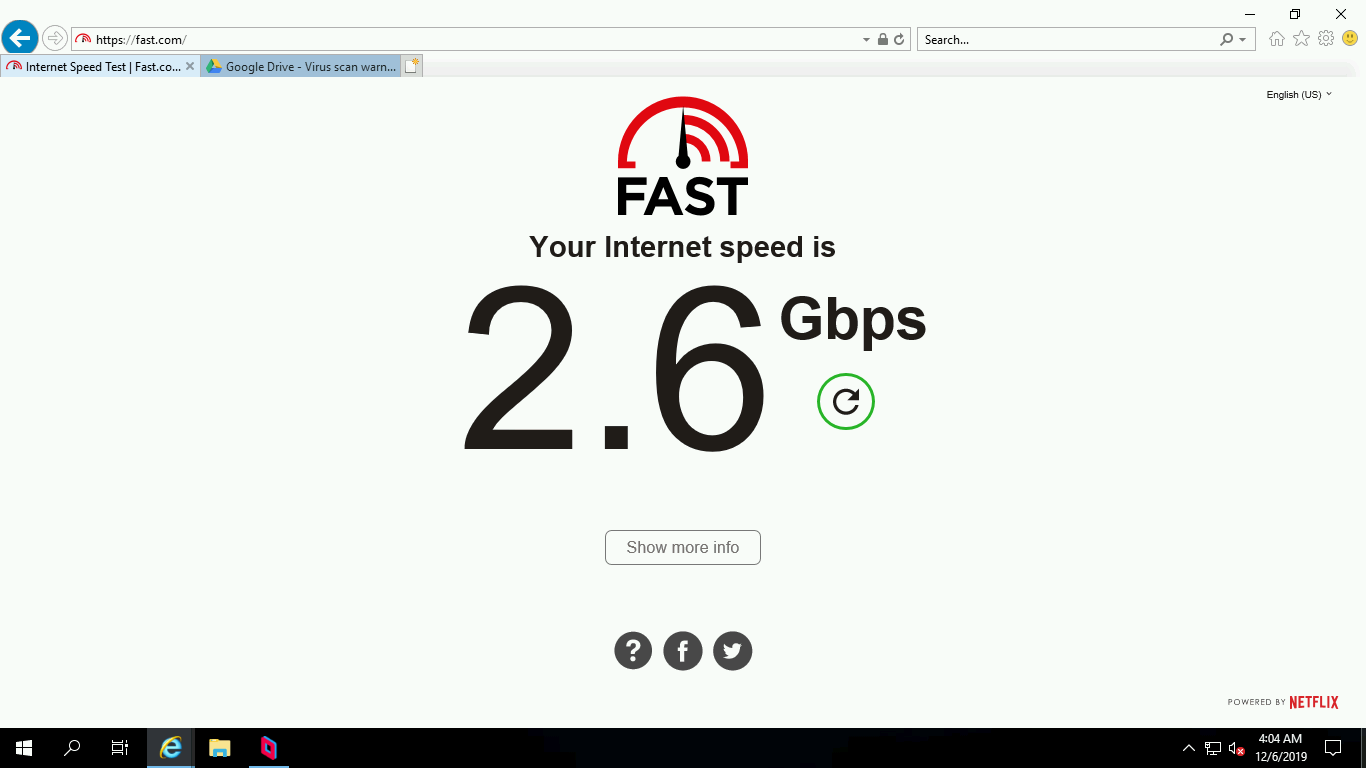 https://fast.com/
Search...
Internet Speed Test | Fast.co...
Google Drive - Virus scan warn...
English (US)
FAST
Your Internet speed is
2.6 Gbps
Show more info
?
f
POWERED BY NETFLIX
4:04 AM
12/6/2019